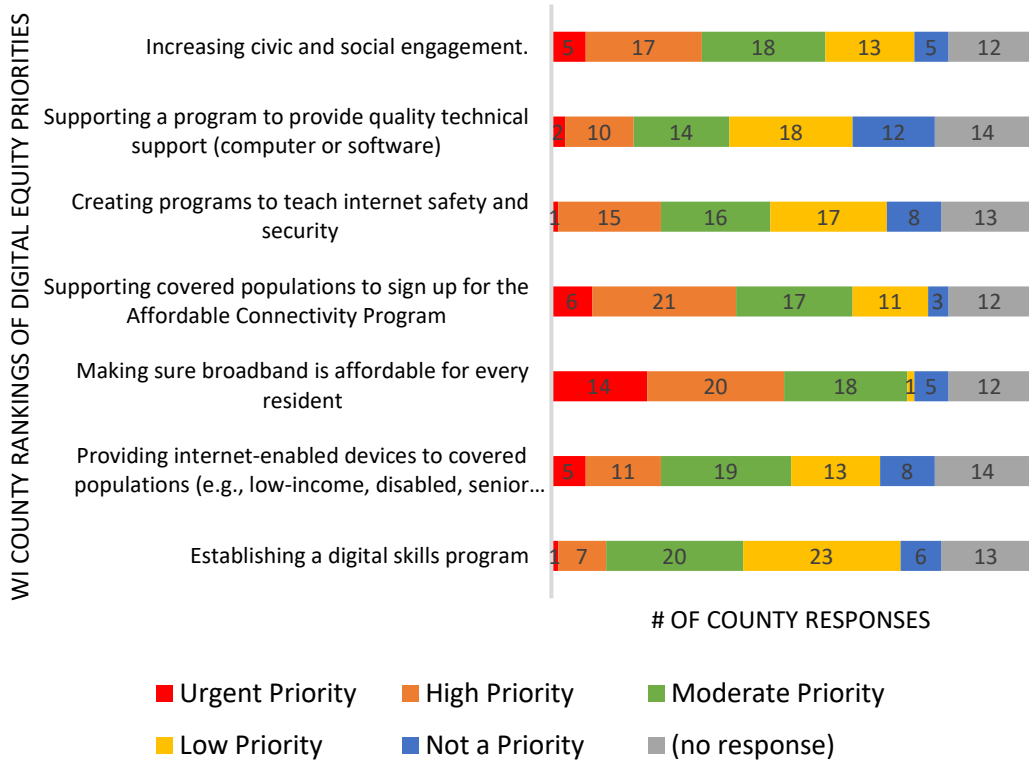 WI COUNTY RANKINGS OF DIGITAL EQUITY PRIORITIES
Increasing civic and social engagement.
5 17 18 13 5 12
Supporting a program to provide quality technical
support (computer or software)
2 10 14 18 12 14
Creating programs to teach internet safety and
security
1 15 16 17 8 13
Supporting covered populations to sign up for the
Affordable Connectivity Program
6 21 17 11 3 12
Making sure broadband is affordable for every
resident
14 20 18 1 5 12
Providing internet-enabled devices to covered
populations (e.g., low-income, disabled, senior…
5 11 19 13 8 14
Establishing a digital skills program
1 7 20 23 6 13
# OF COUNTY RESPONSES
Urgent Priority High Priority Moderate Priority
Low Priority Not a Priority (no response)